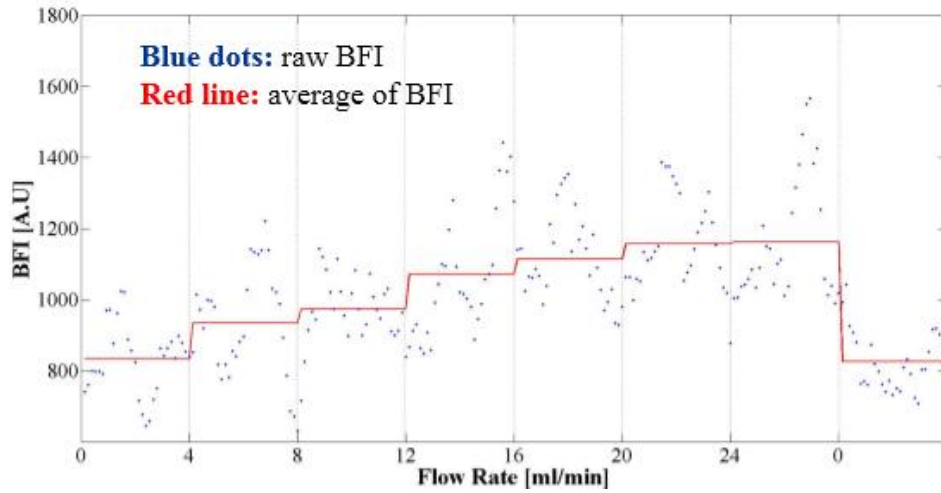 1800
Blue dots: raw BFI
1600
Red line: average of BFI
1400
1200
1000
800
BFI [A.U]
0 4 8 12 16 20 24 0
Flow Rate [ml/min]